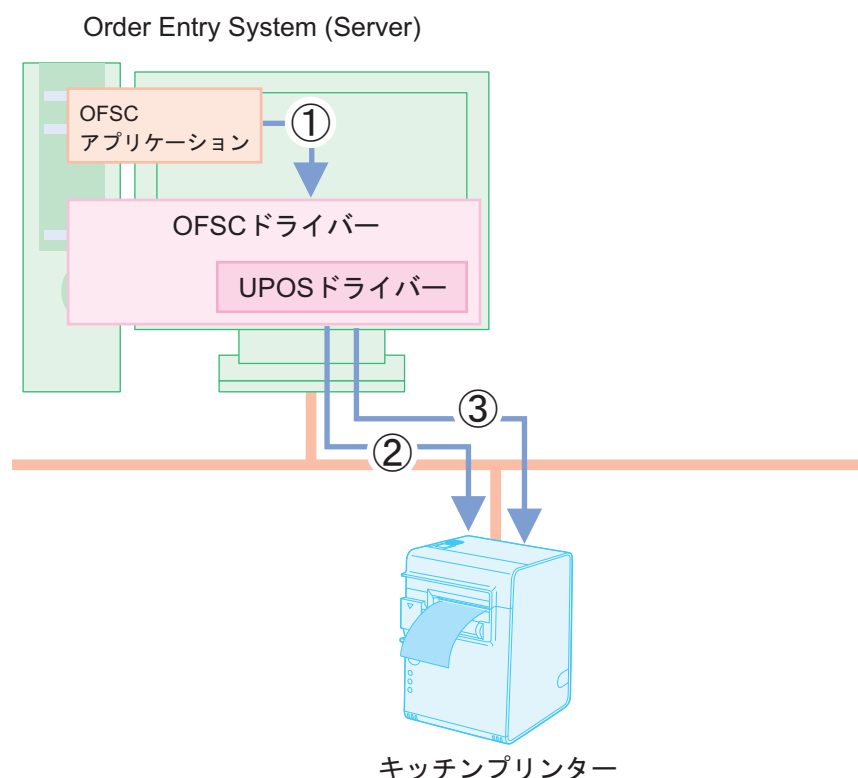 Order Entry System (Server)
OFSC
アプリケーション
①
OFSCドライバー
UPOSドライバー
③
②
キッチンプリンター